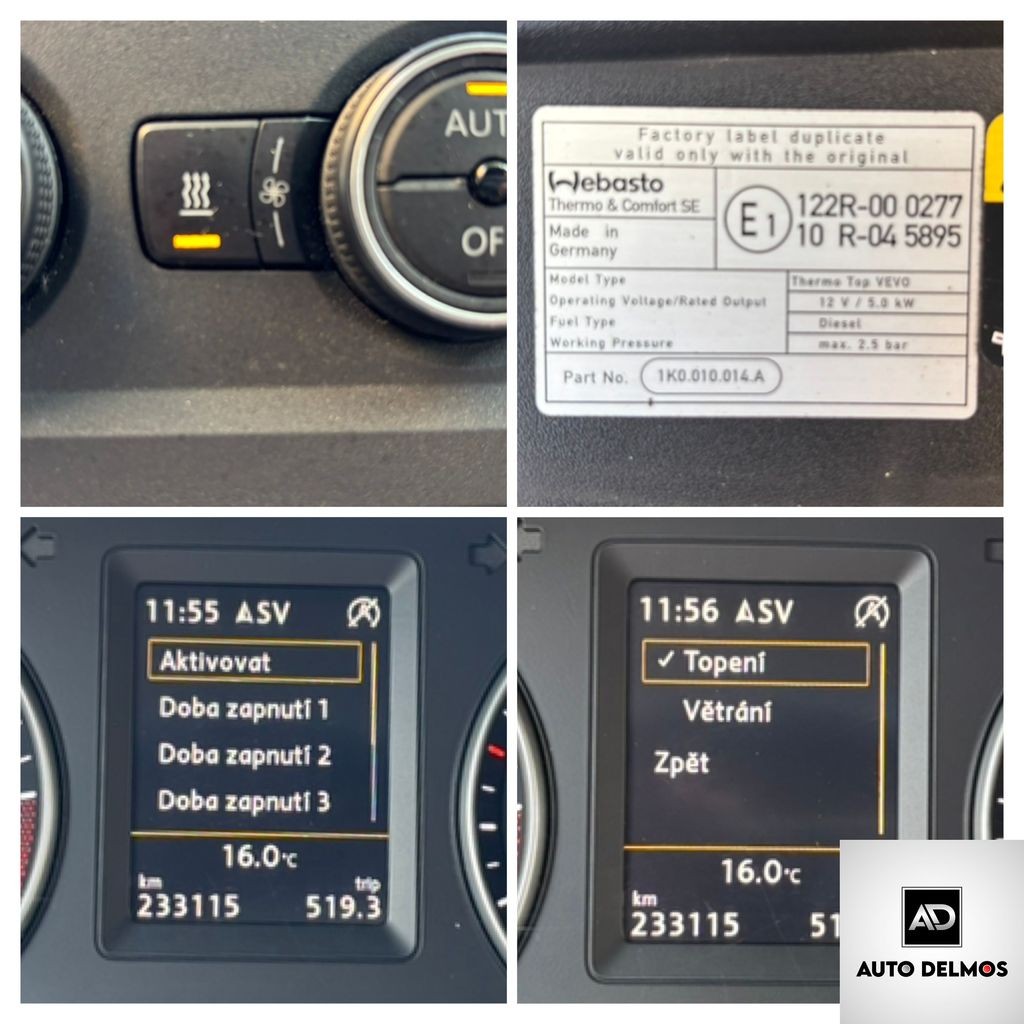 AUT
OF
Factory label duplicate
valid only with the original
Webasto
Thermo & Comfort SE
Made in
Germany
E1
122R-00 0277
10 R-04 5895
Model Type Thermo Top VEVO
Operating Voltage/Rated Output 12 V / 5.0 kW
Fuel Type Diesel
Working Pressure max. 2.5 bar
Part No. 1K0.010.014.A
11:55 ASV
Aktivovat
Doba zapnutí 1
Doba zapnutí 2
Doba zapnutí 3
16.0°C
km trip
233115 519.3
11:56 ASV
✓ Topení
Větrání
Zpět
16.0°C
km
233115 51
AD
AUTO DELMOS